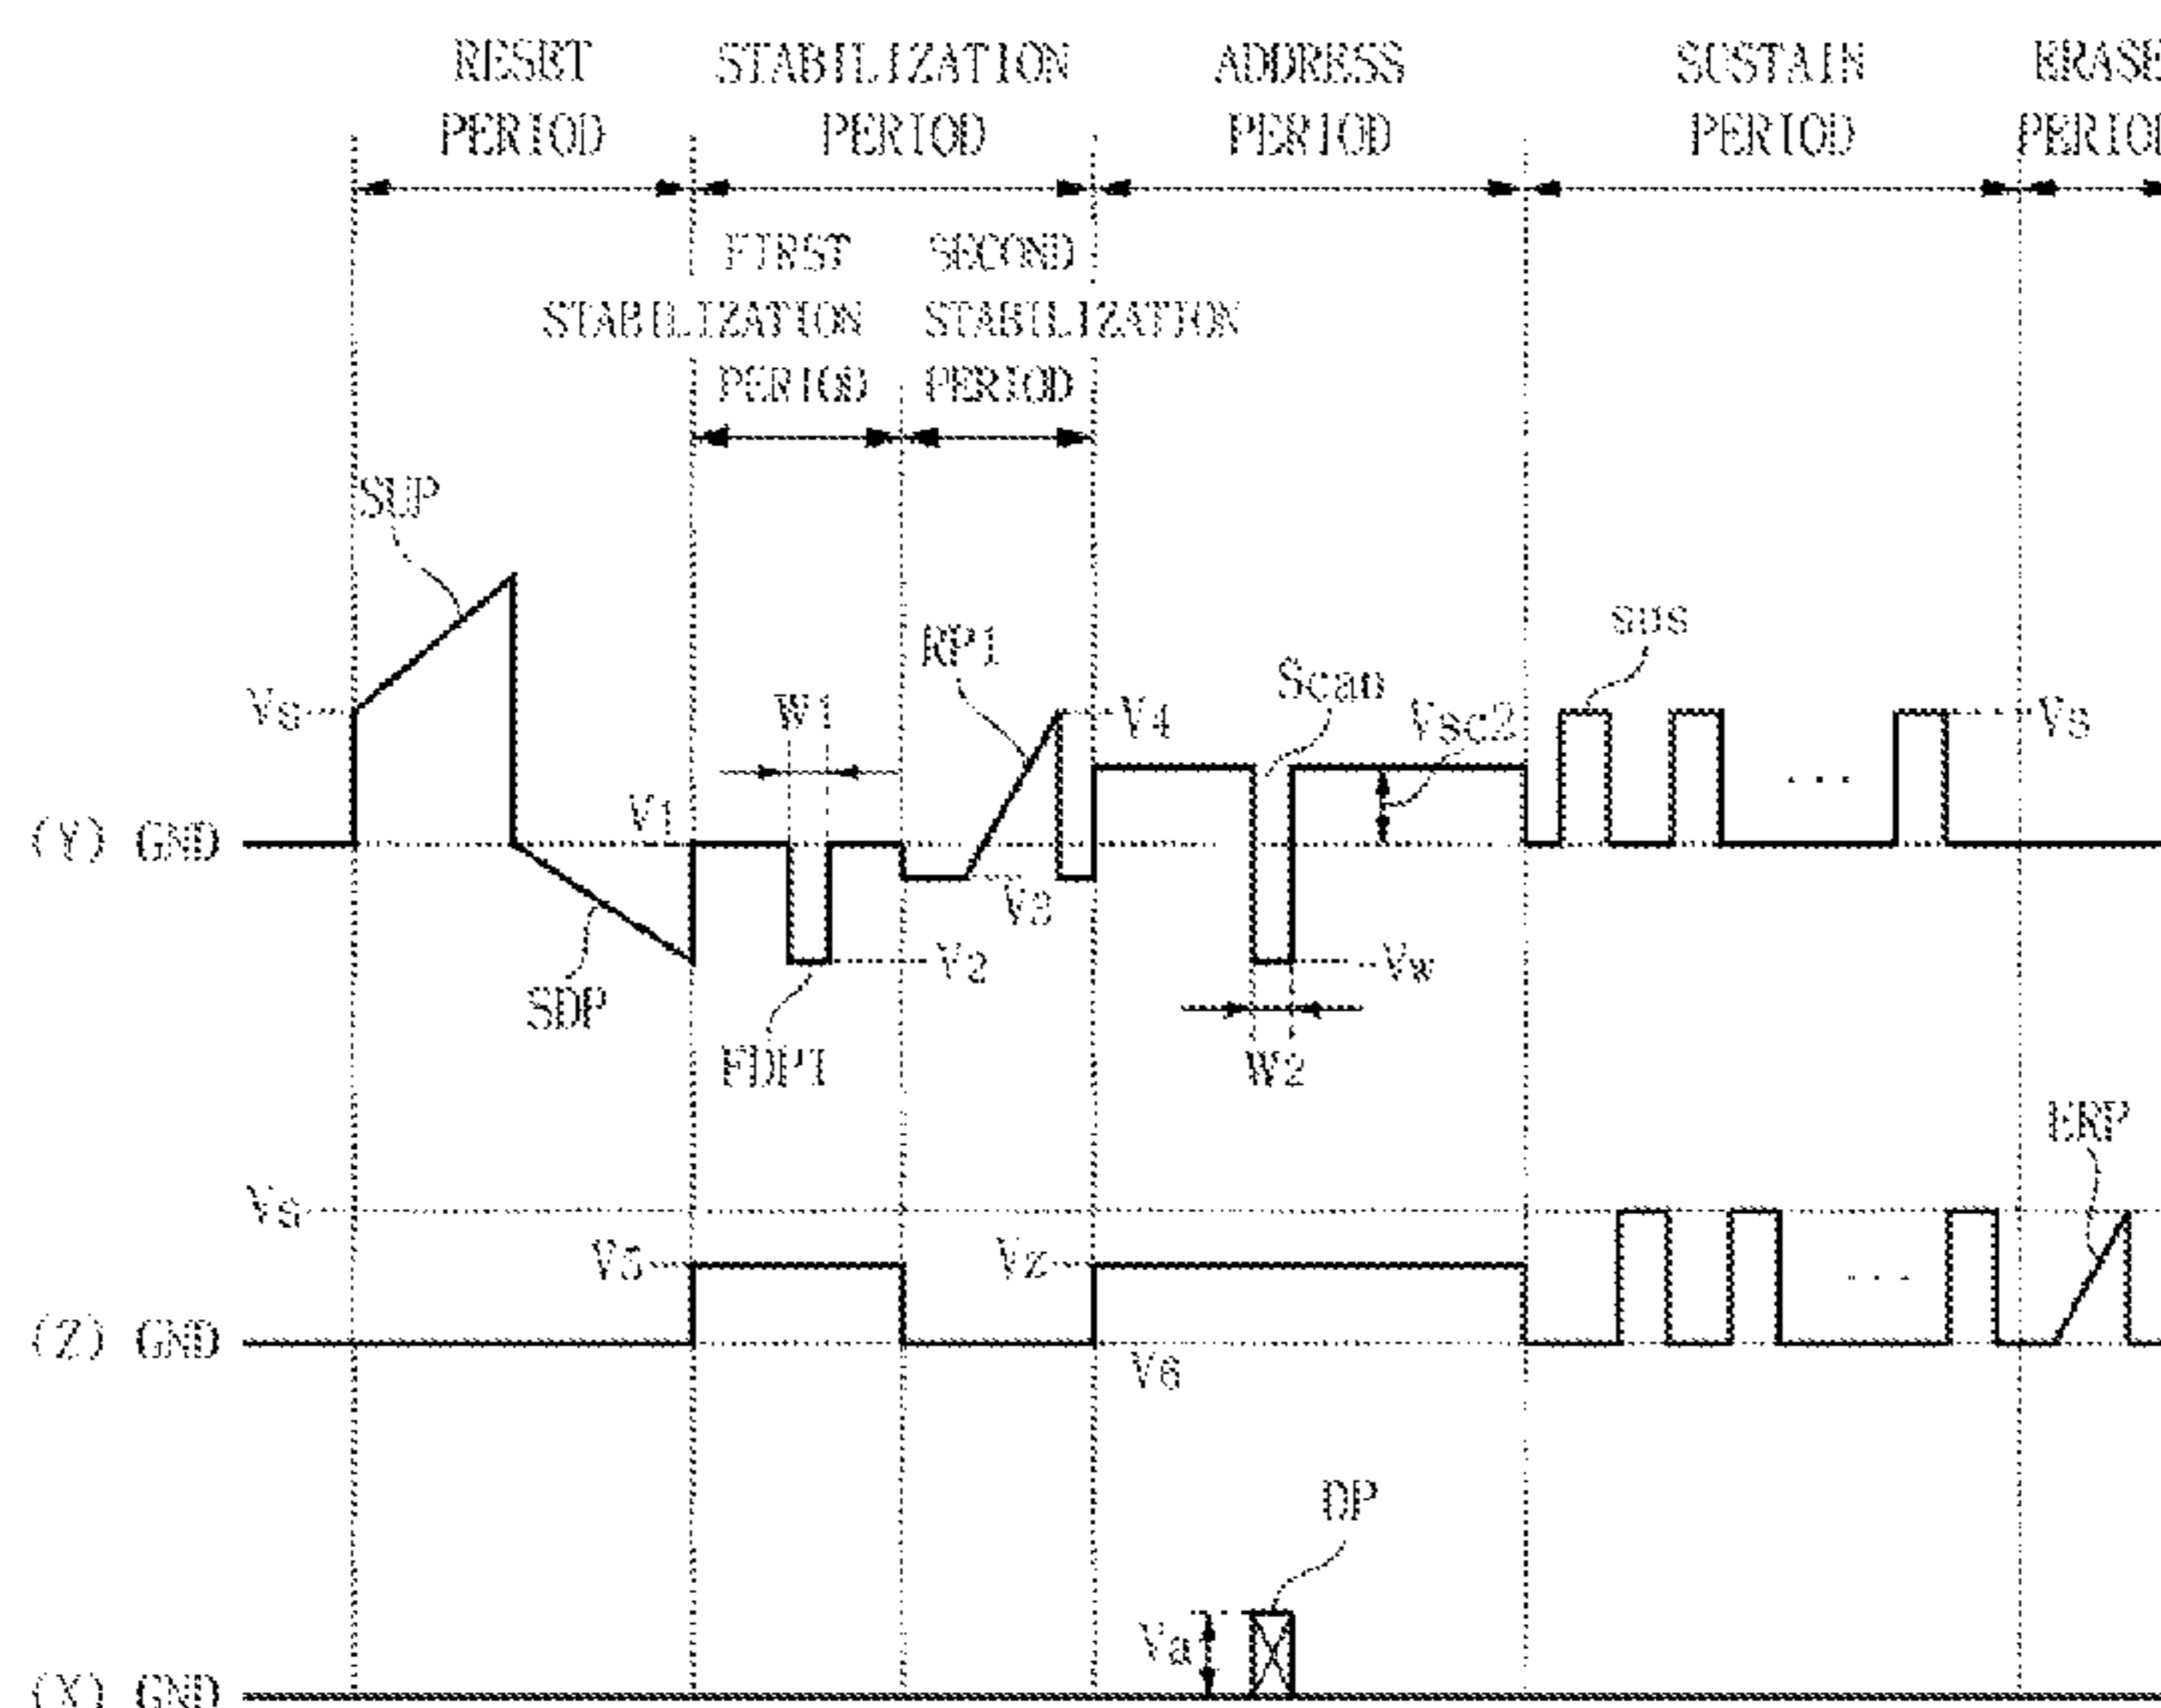 RESET PERIOD
STABILIZATION PERIOD
ADDRESS PERIOD
SUSTAIN PERIOD
ERASE PERIOD
FIRST STABILIZATION PERIOD
SECOND STABILIZATION PERIOD
SUP
RP1
Scan
sus
Vs
W1
V4
Vsc2
Vs
V1
(Y) GND
V3
V2
Vw
SDP
FDP1
W2
ERP
Vs
V5
Vz
(Z) GND
V6
DP
Va
(X) GND